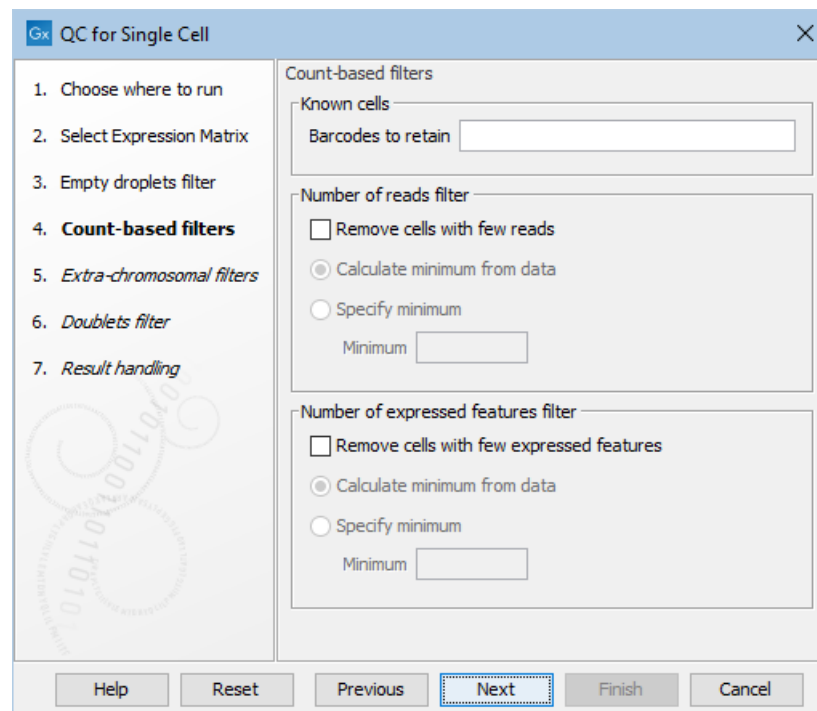 Gx QC for Single Cell
1. Choose where to run
2. Select Expression Matrix
3. Empty droplets filter
4. Count-based filters
5. Extra-chromosomal filters
6. Doublets filter
7. Result handling
Count-based filters
Known cells
Barcodes to retain
Number of reads filter
Remove cells with few reads
Calculate minimum from data
Specify minimum
Minimum
Number of expressed features filter
Remove cells with few expressed features
Calculate minimum from data
Specify minimum
Minimum
Help Reset Previous Next Finish Cancel